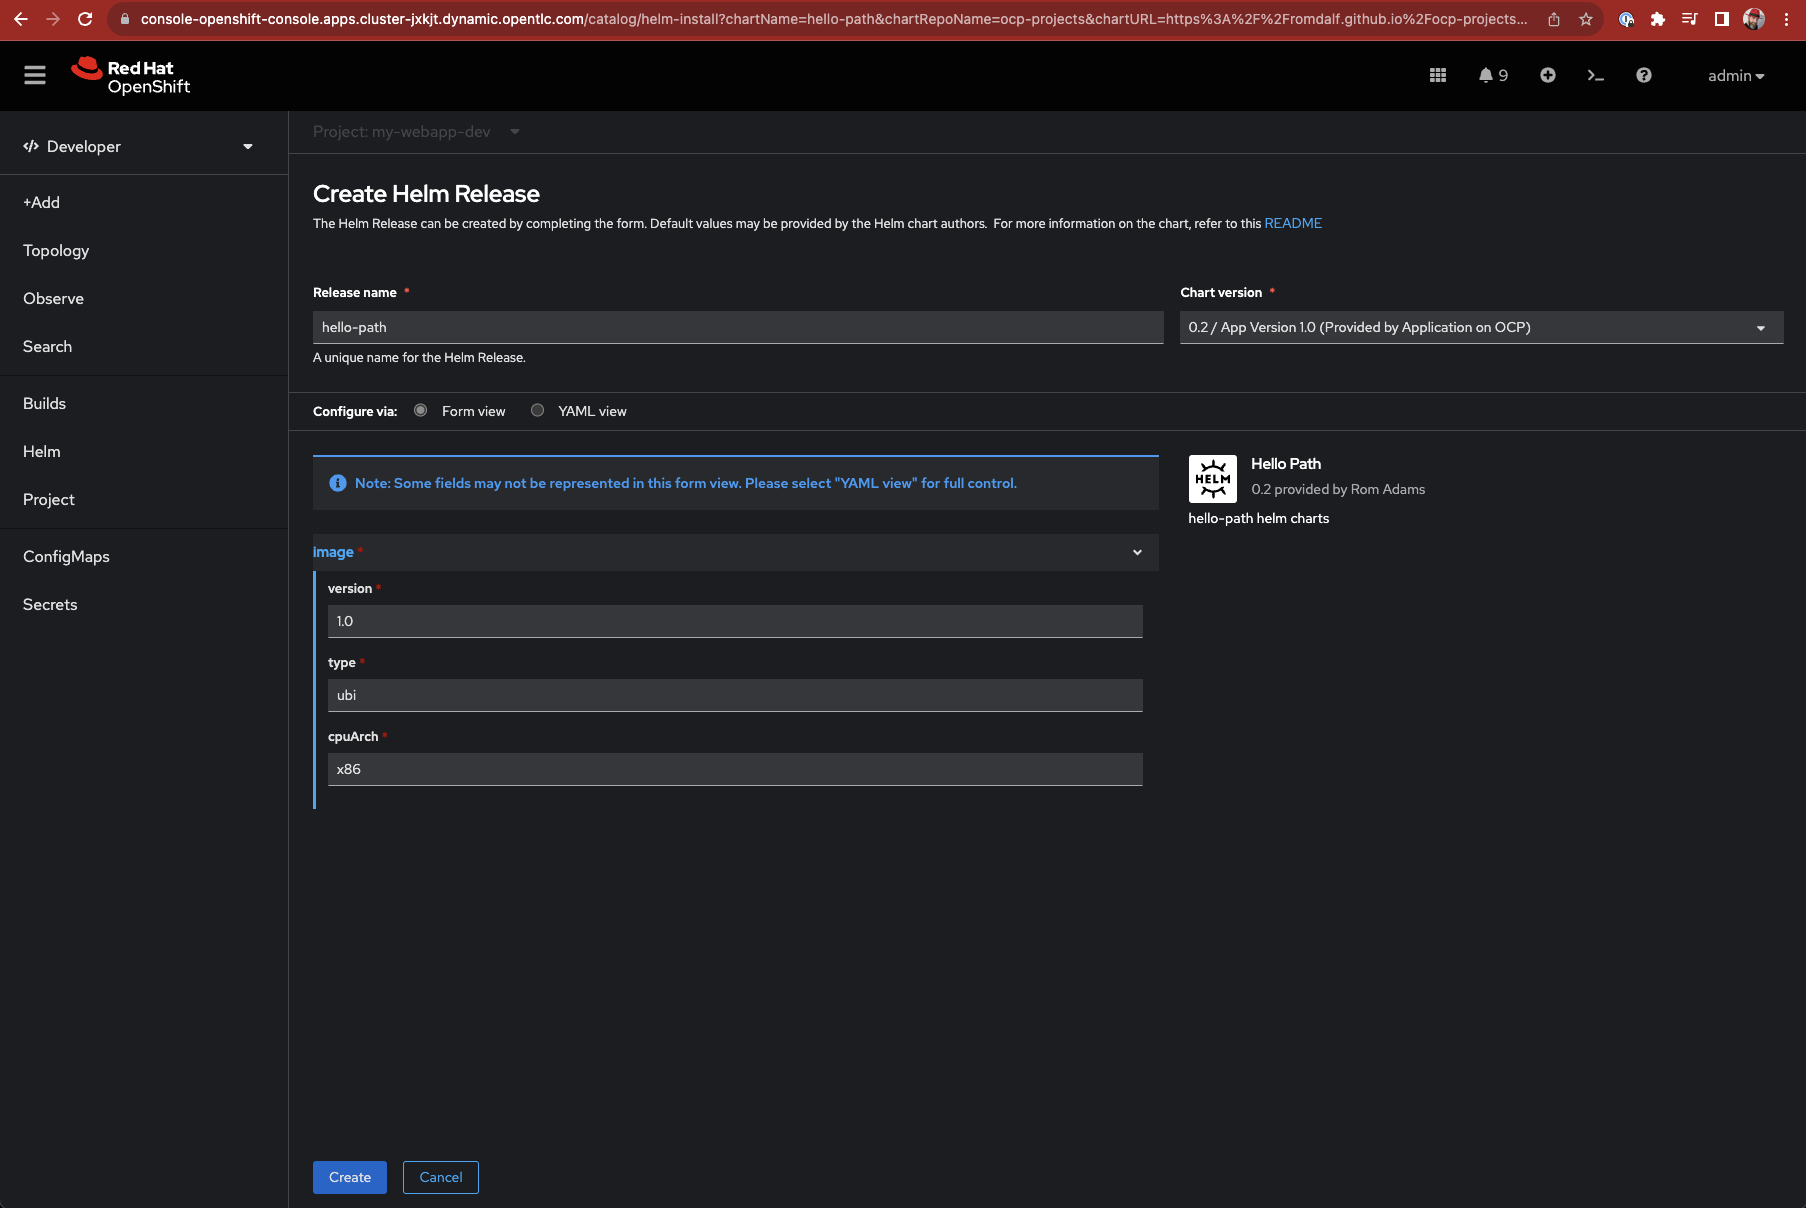 console-openshift-console.apps.cluster-jxkjt.dynamic.opentlc.com/catalog/helm-install?chartName=hello-path&chartRepoName=ocp-projects&chartURL=https%3A%2F%2Fromdalf.github.io%2Focp-projects...
Red Hat
OpenShift
9
admin
Developer
Project: my-webapp-dev
+Add
Topology
Observe
Search
Builds
Helm
Project
ConfigMaps
Secrets
Create Helm Release
The Helm Release can be created by completing the form. Default values may be provided by the Helm chart authors. For more information on the chart, refer to this README
Release name *
hello-path
A unique name for the Helm Release.
Chart version *
0.2 / App Version 1.0 (Provided by Application on OCP)
Configure via: Form view YAML view
Note: Some fields may not be represented in this form view. Please select "YAML view" for full control.
image *
version *
1.0
type *
ubi
cpuArch *
x86
HELM
Hello Path
0.2 provided by Rom Adams
hello-path helm charts
Create Cancel